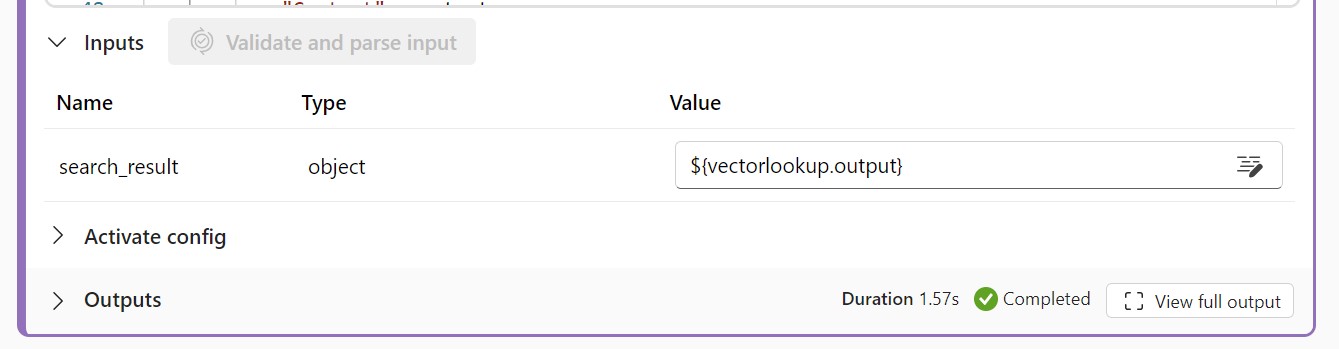 Inputs
Validate and parse input
Name Type Value
search_result object ${vectorlookup.output}
Activate config
Outputs Duration 1.57s Completed View full output